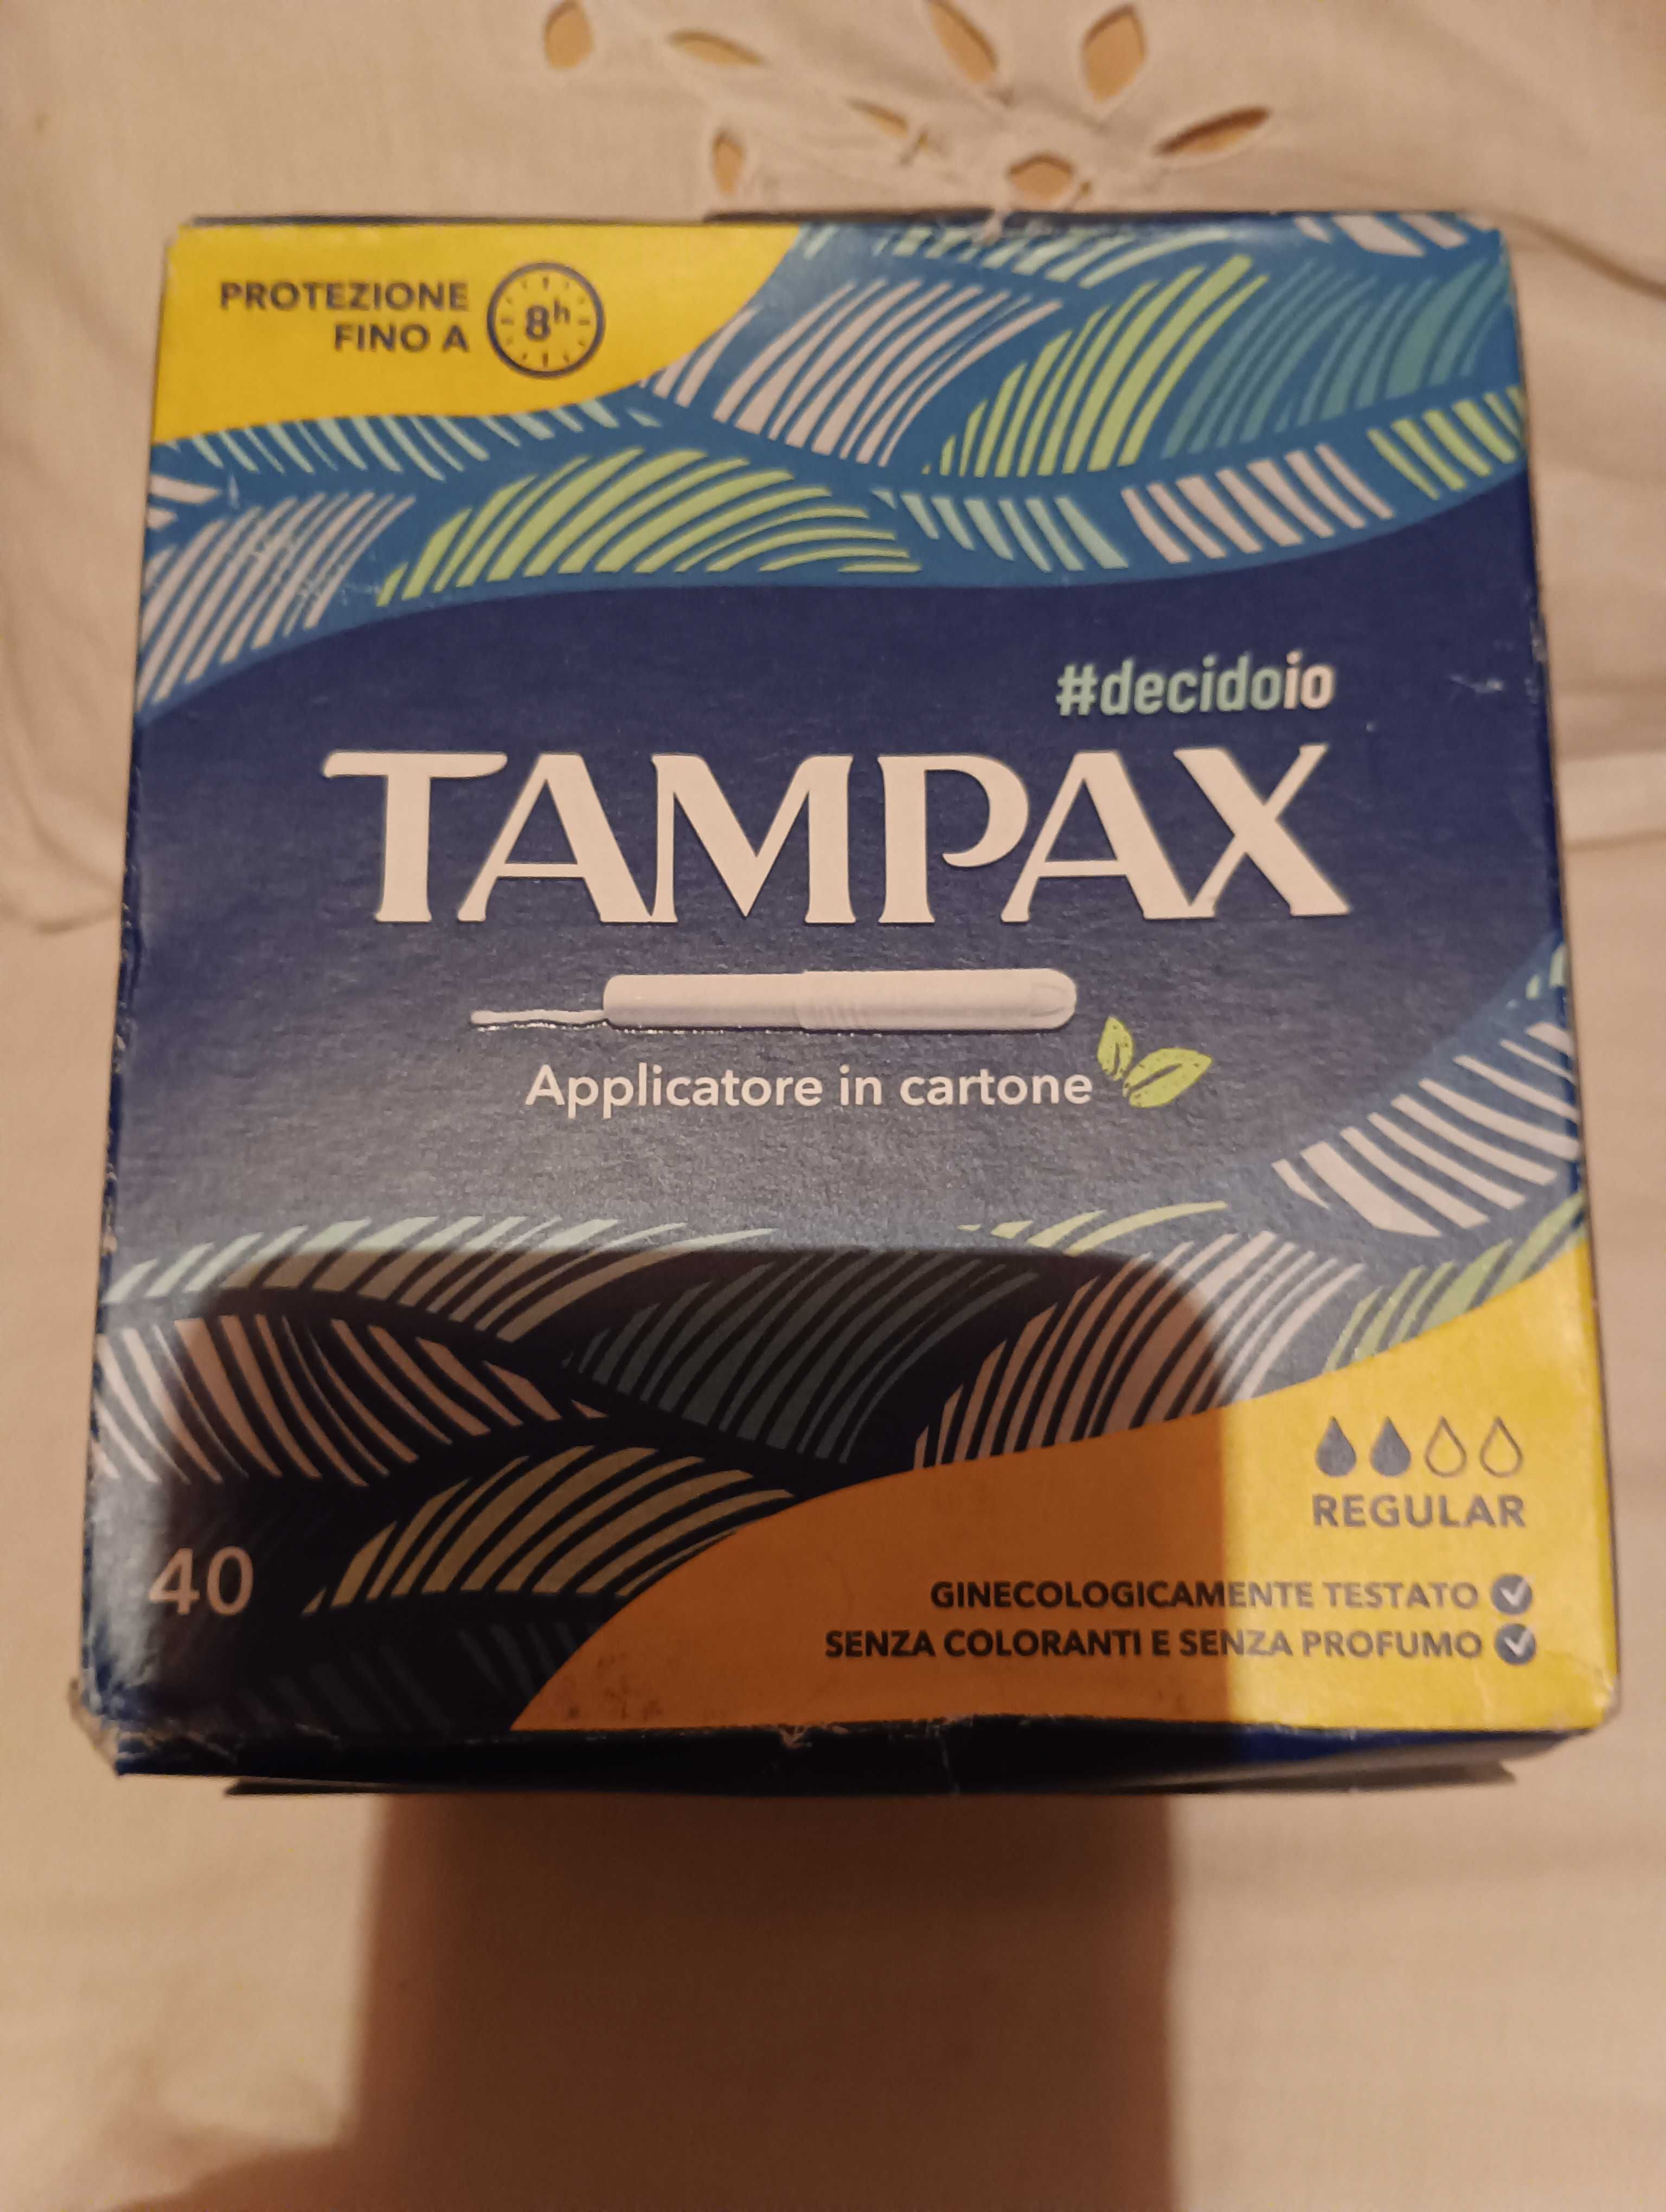 PROTEZIONE
FINO A 8h
#decidoio
TAMPAX
Applicatore in cartone
REGULAR
40
GINECOLOGICAMENTE TESTATO
SENZA COLORANTI E SENZA PROFUMO